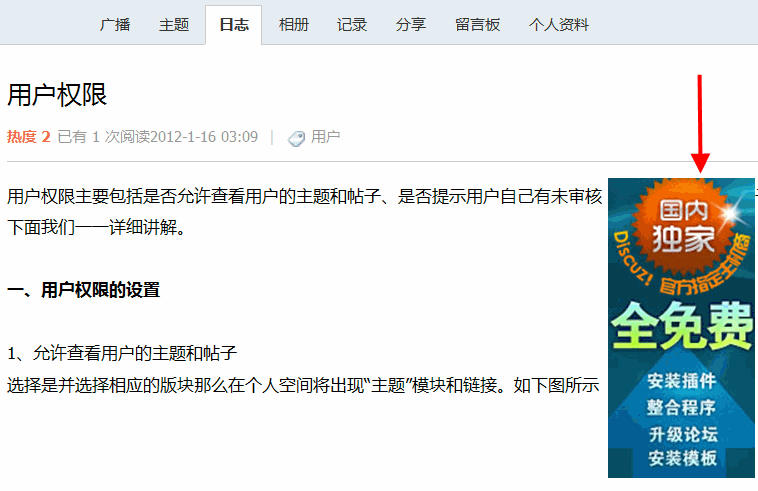 广播 主题 日志 相册 记录 分享 留言板 个人资料
用户权限
热度 2 已有 1 次阅读2012-1-16 03:09 | 用户
用户权限主要包括是否允许查看用户的主题和帖子、是否提示用户自己有未审核
下面我们一一详细讲解。
一、用户权限的设置
1、允许查看用户的主题和帖子
选择是并选择相应的版块那么在个人空间将出现“主题”模块和链接。如下图所示
国内
独家
Discuz! 官方指定主机商
全免费
安装插件
整合程序
升级论坛
安装模板